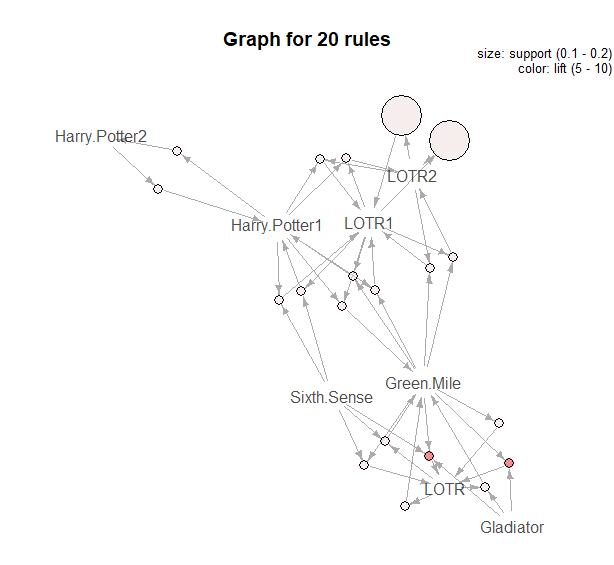 Graph for 20 rules
size: support (0.1 - 0.2)
color: lift (5 - 10)
Harry.Potter2
LOTR2
Harry.Potter1
LOTR1
Green.Mile
Sixth.Sense
LOTR
Gladiator